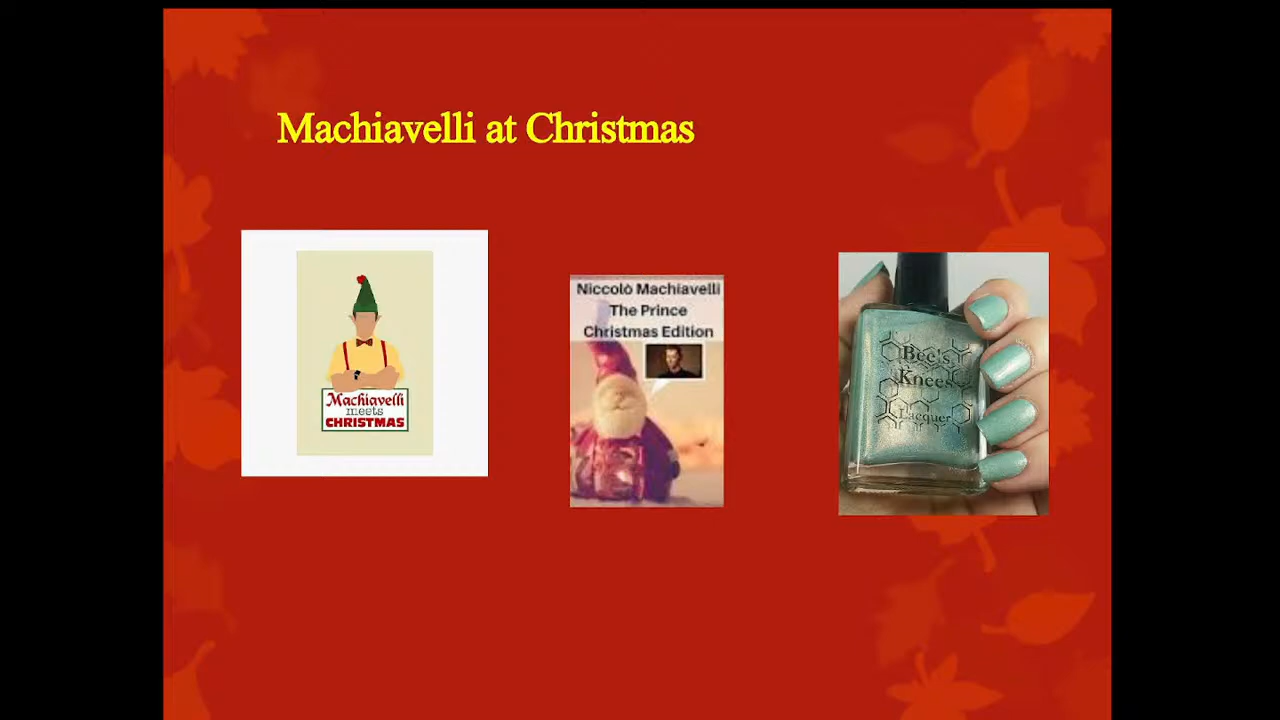 Machiavelli at Christmas
Machiavelli
meets
CHRISTMAS
Niccolò Machiavelli
The Prince
Christmas Edition
Bee's
Knees
Lacquer